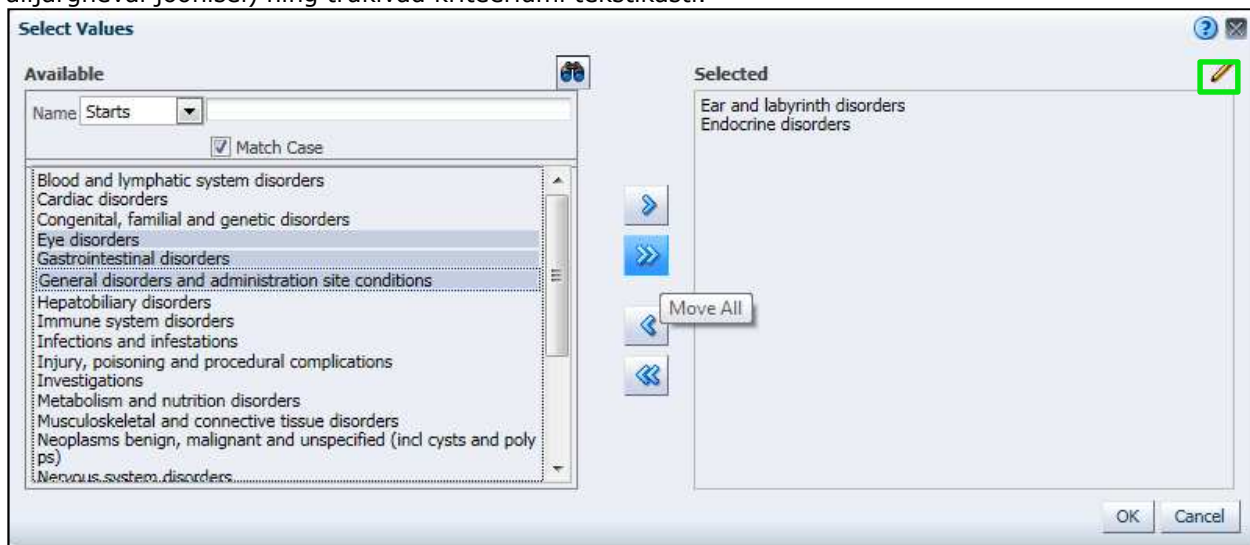 Select Values
Available
Selected
Name Starts
Match Case
Blood and lymphatic system disorders
Cardiac disorders
Congenital, familial and genetic disorders
Eye disorders
Gastrointestinal disorders
General disorders and administration site conditions
Hepatobiliary disorders
Immune system disorders
Infections and infestations
Injury, poisoning and procedural complications
Investigations
Metabolism and nutrition disorders
Musculoskeletal and connective tissue disorders
Neoplasms benign, malignant and unspecified (incl cysts and poly
ps)
Nervous system disorders
Ear and labyrinth disorders
Endocrine disorders
Move All
OK Cancel